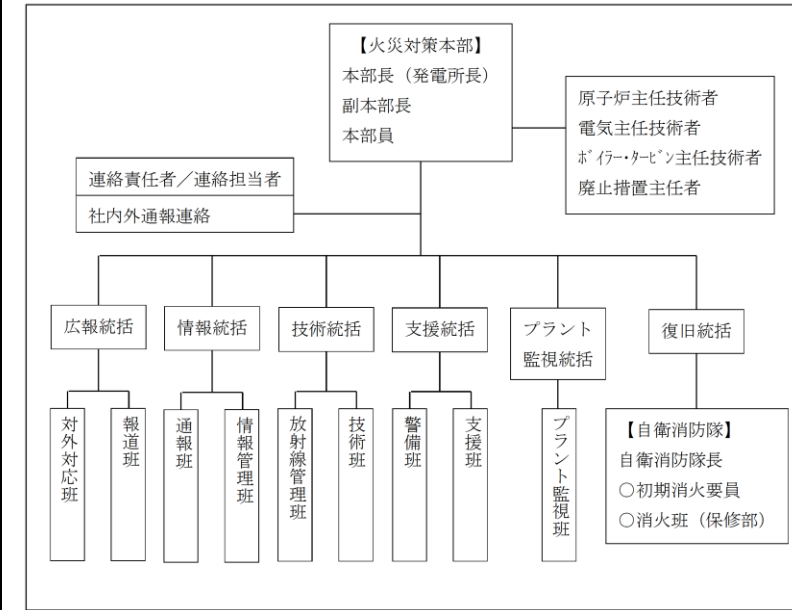 【火災対策本部】
本部長（発電所長）
副本部長
本部員
原子炉主任技術者
電気主任技術者
ﾎﾞｲﾗｰ・ﾀｰﾋﾞﾝ主任技術者
廃止措置主任者
連絡責任者／連絡担当者
社内外通報連絡
広報統括
情報統括
技術統括
支援統括
プラント
監視統括
復旧統括
対外対応班
報道班
通報班
情報管理班
放射線管理班
技術班
警備班
支援班
プラント監視班
【自衛消防隊】
自衛消防隊長
○初期消火要員
○消火班（保修部）